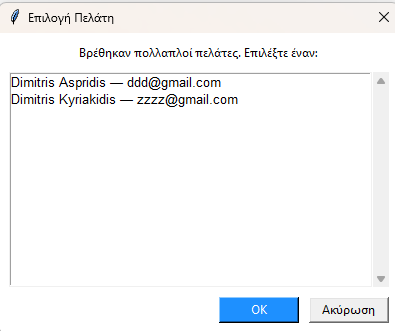 Επιλογή Πελάτη
Βρέθηκαν πολλαπλοί πελάτες. Επιλέξτε έναν:
Dimitris Aspridis — ddd@gmail.com
Dimitris Kyriakidis — zzzz@gmail.com
OK Ακύρωση